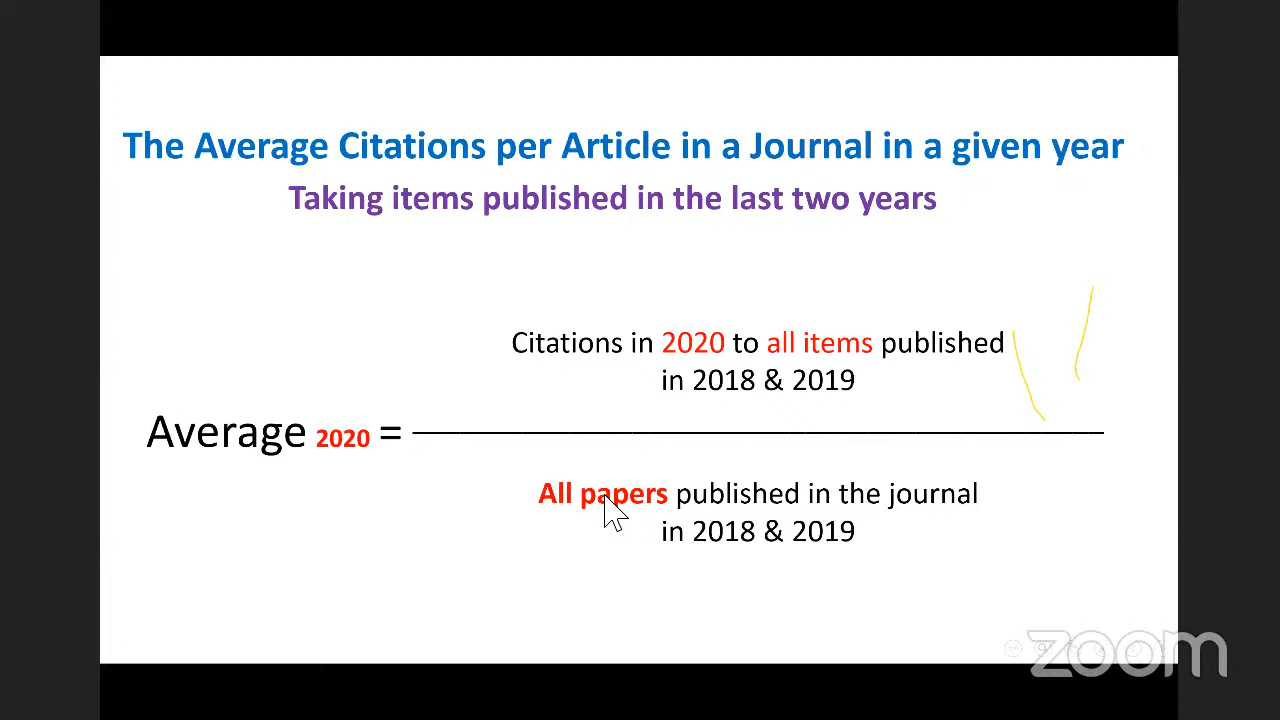 The Average Citations per Article in a Journal in a given year
Taking items published in the last two years
Citations in 2020 to all items published
in 2018 & 2019
Average 2020 =
All papers published in the journal
in 2018 & 2019
zoom